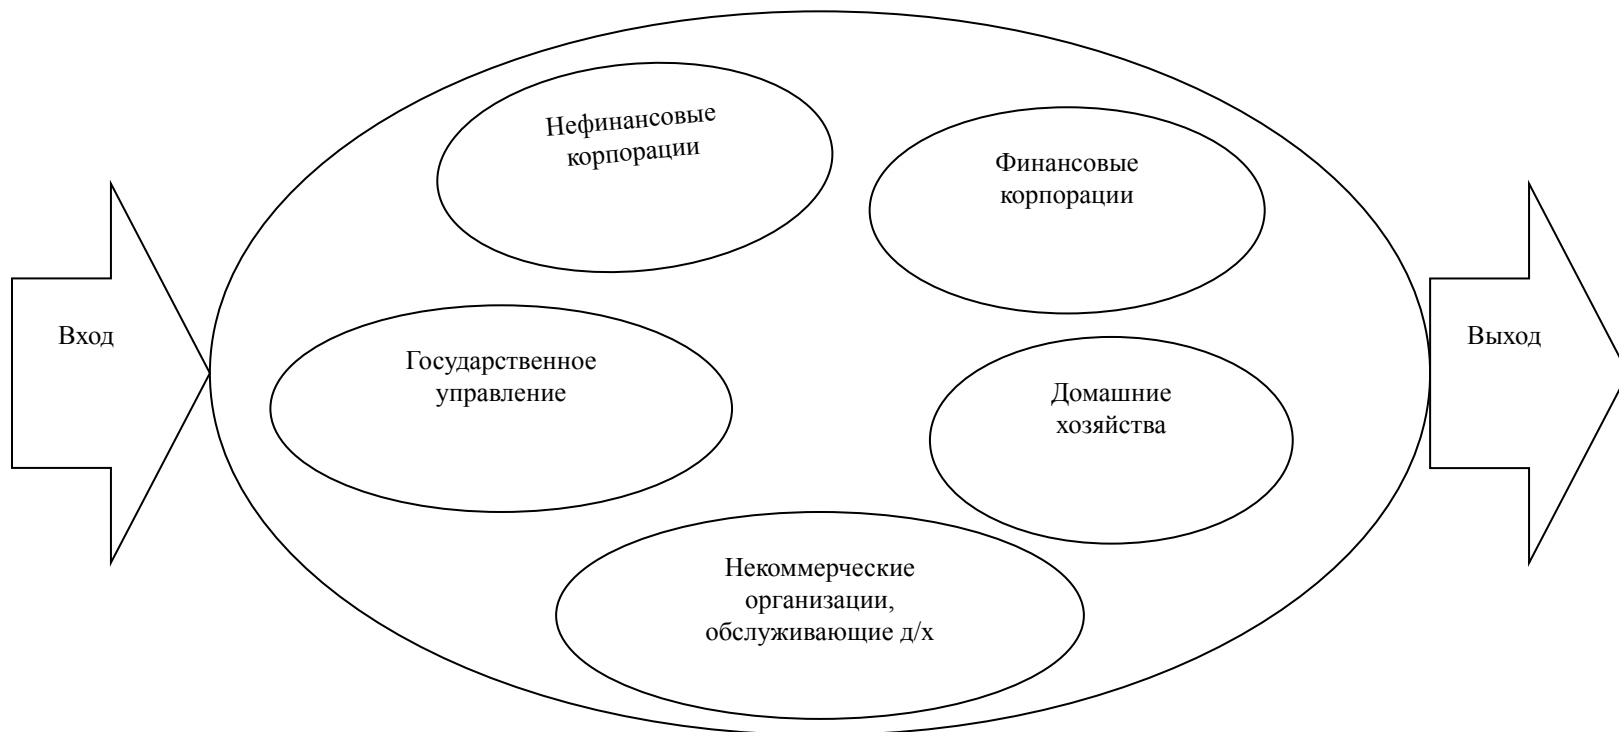 Нефинансовые
корпорации
Финансовые
корпорации
Вход
Выход
Государственное
управление
Домашние
хозяйства
Некоммерческие
организации,
обслуживающие д/х